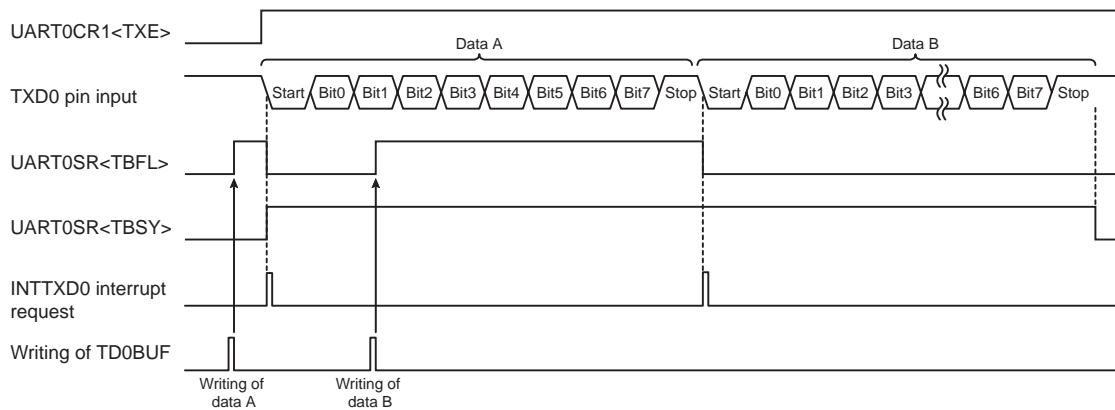 UART0CR1<TXE>
Data A
Data B
TXD0 pin input
Start Bit0 Bit1 Bit2 Bit3 Bit4 Bit5 Bit6 Bit7 Stop Start Bit0 Bit1 Bit2 Bit3 Bit6 Bit7 Stop
UART0SR<TBFL>
UART0SR<TBSY>
INTTXD0 interrupt
request
Writing of TD0BUF
Writing of
data A
Writing of
data B